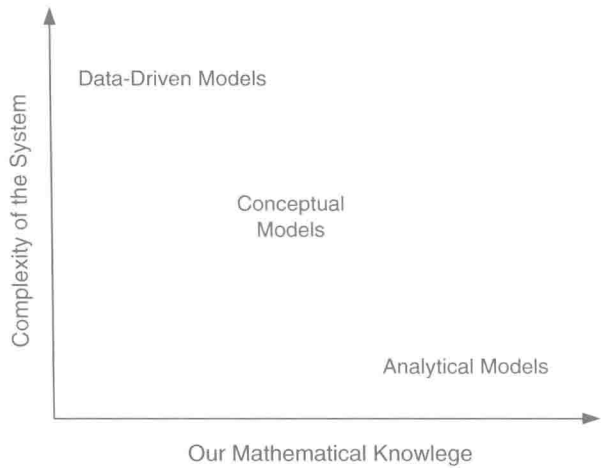 Data-Driven Models
Complexity of the System
Conceptual
Models
Analytical Models
Our Mathematical Knowlege